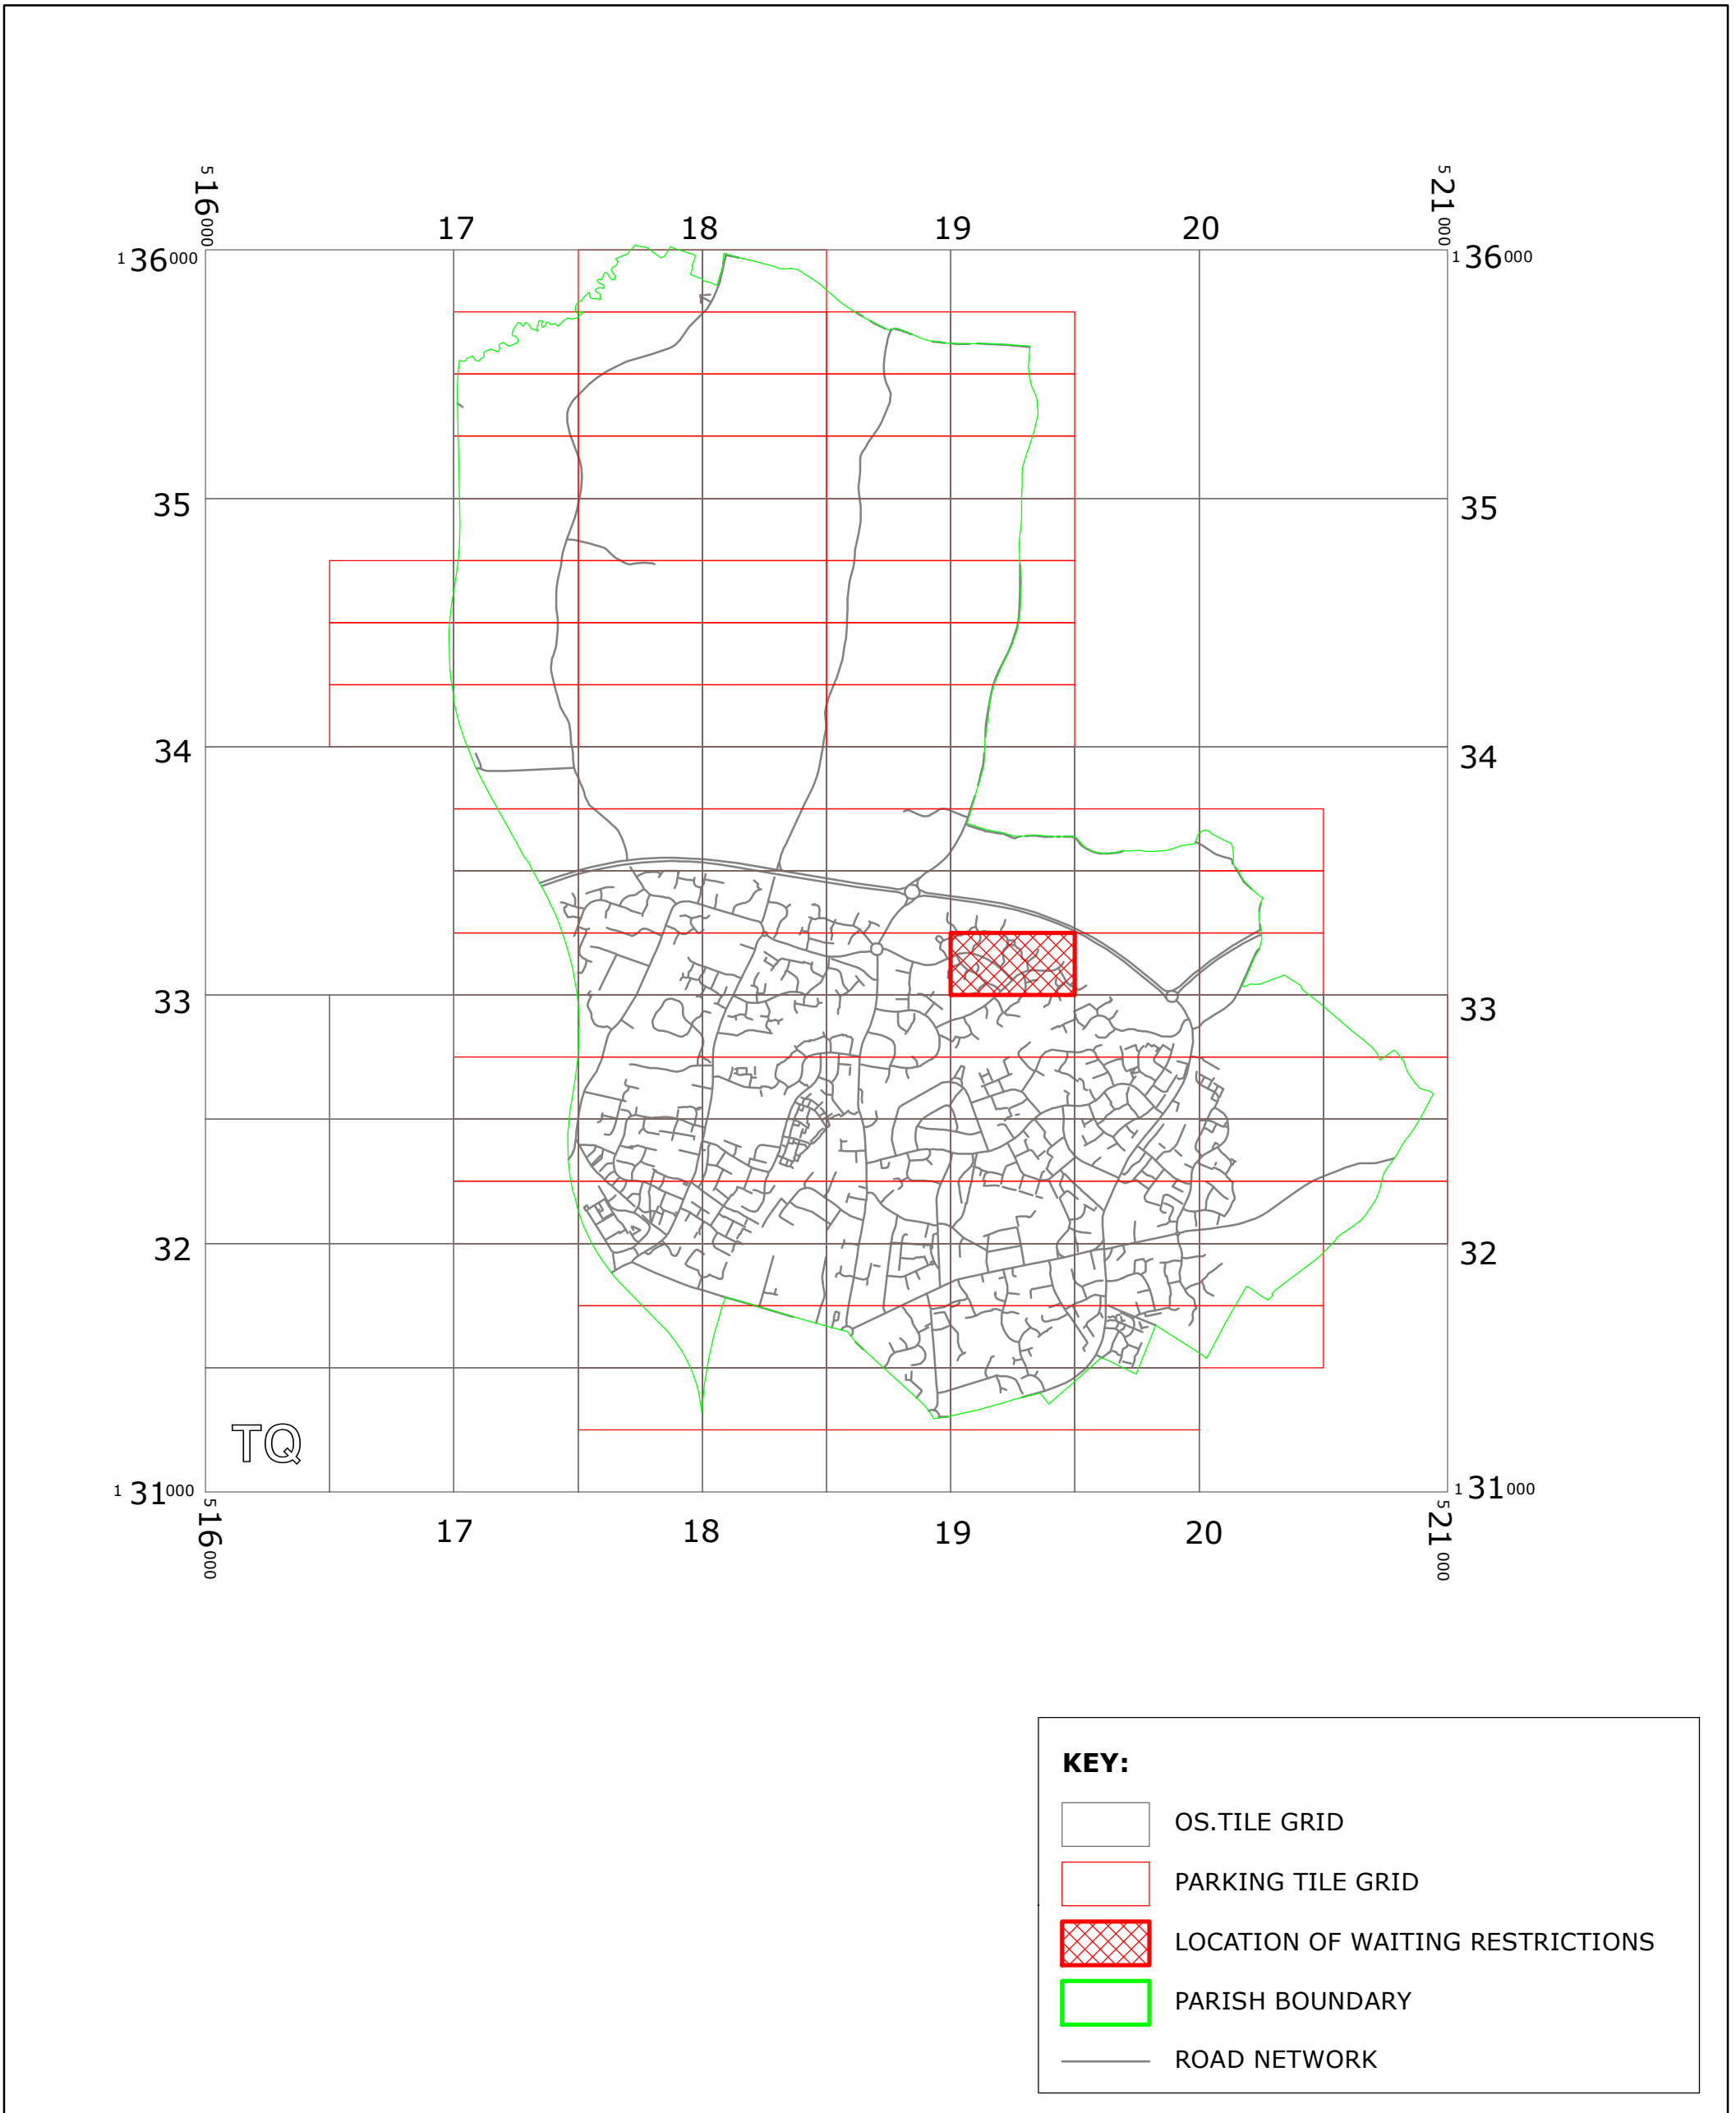 516000
521000
17 18 19 20
136000
136000
35
35
34
34
33
33
32
32
TQ
131000
131000
516000
521000
17 18 19 20
KEY:
OS.TILE GRID
PARKING TILE GRID
LOCATION OF WAITING RESTRICTIONS
PARISH BOUNDARY
ROAD NETWORK